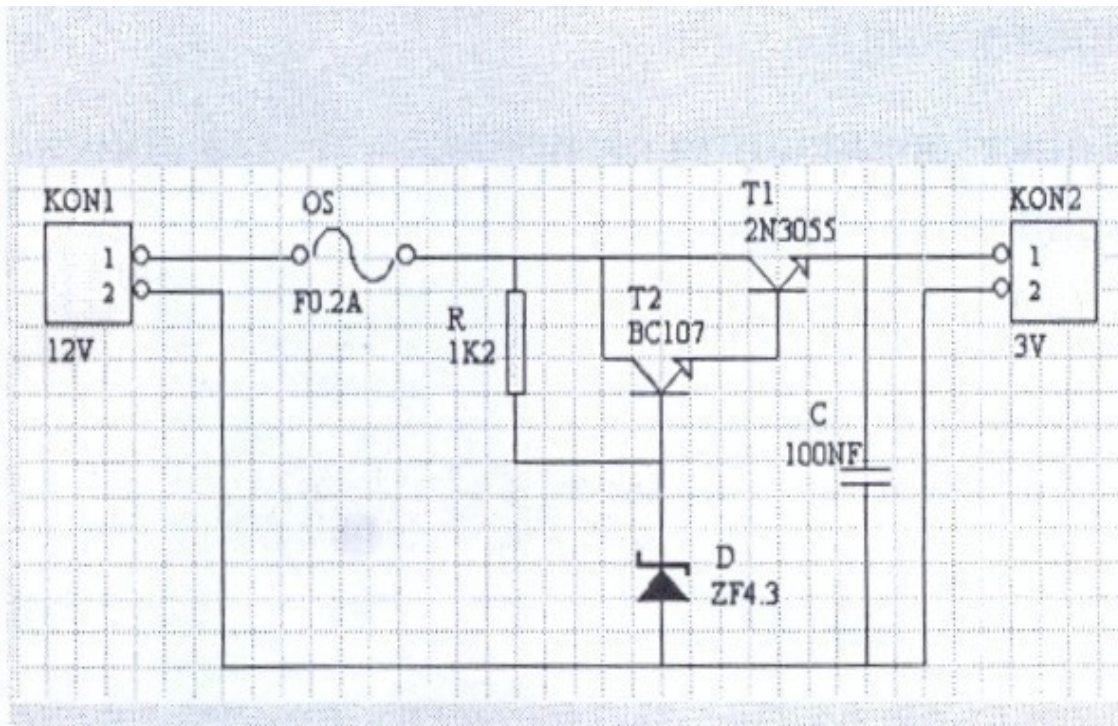 KON1
1
2
12V
OS
F0.2A
R
1K2
T2
BC107
T1
2N3055
C
100NF
D
ZF4.3
KON2
1
2
3V